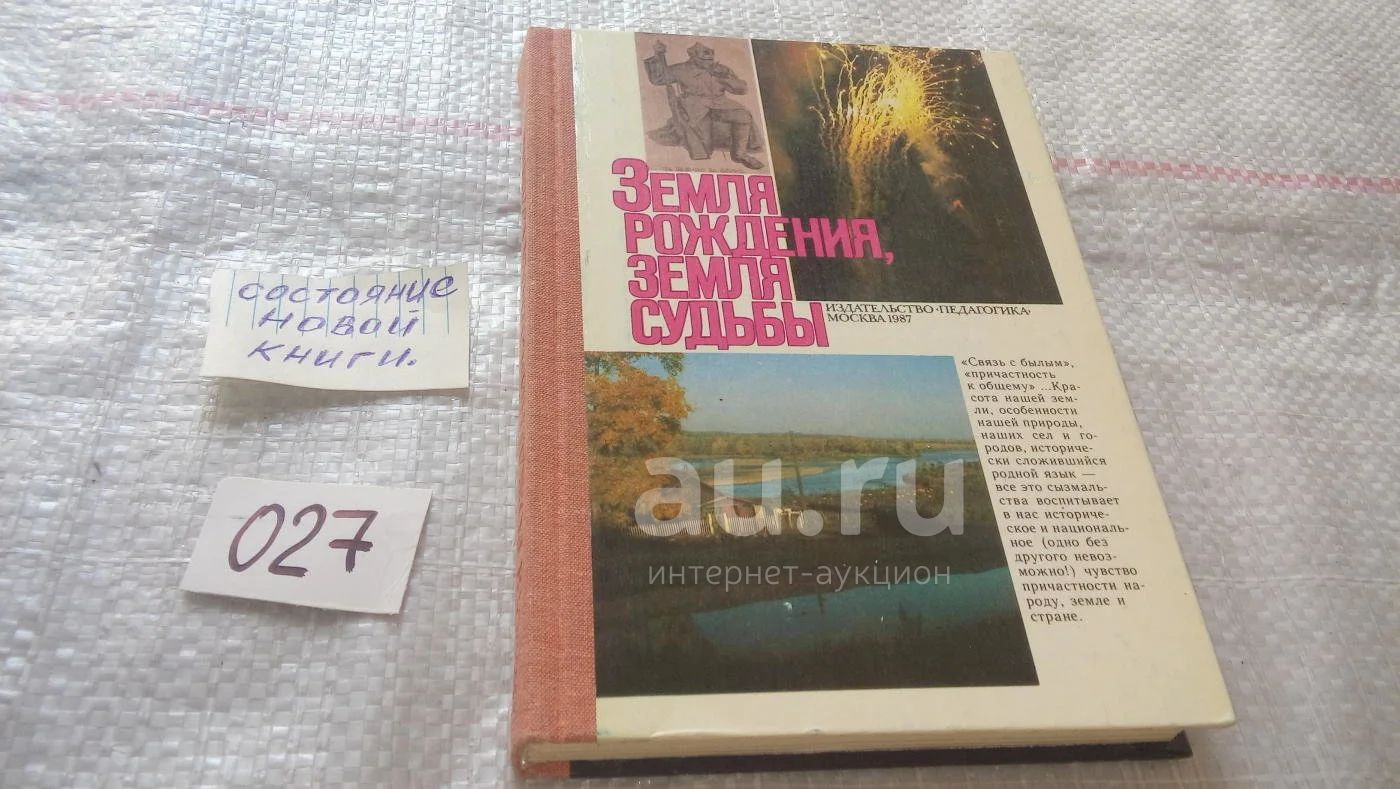 состояние
новой
книги.
027
Земля
рождения,
земля
судьбы
ИЗДАТЕЛЬСТВО·ПЕДАГОГИКА·
МОСКВА 1987
«Связь с былым»,
«причастность
к общему» ...Кра-
сота нашей зем-
ли, особенности
нашей природы,
наших сел и го-
родов, историче-
ски сложившийся
родной язык —
все это сызмаль-
ства воспитывает
в нас историче-
ское и националь-
ное (одно без
другого невоз-
можно!) чувство
причастности на-
роду, земле и
стране.
au.ru
интернет-аукцион